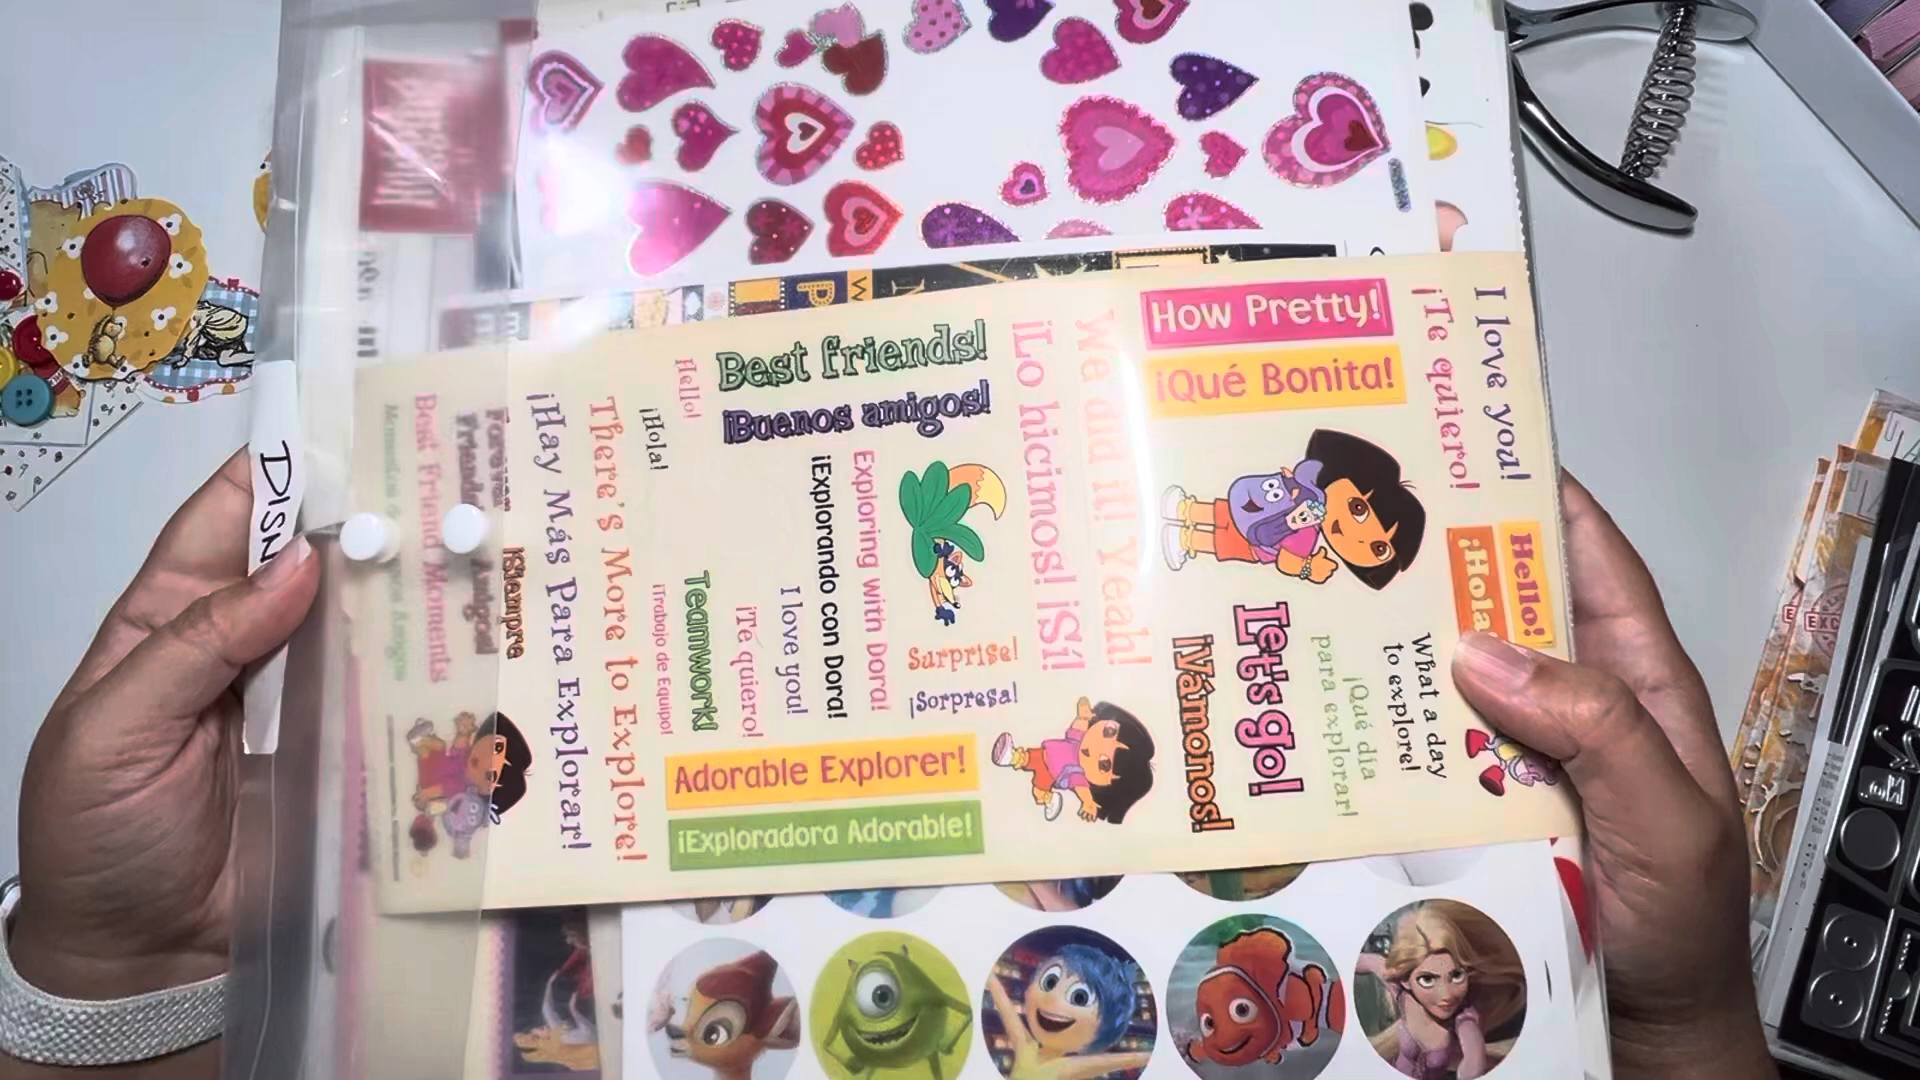 DISN
How Pretty!
¡Qué Bonita!
I love you!
¡Te quiero!
Best friends!
¡Buenos amigos!
We did it! Yeah!
¡Lo hicimos! ¡Sí!
Hello!
¡Hola!
Exploring with Dora!
¡Explorando con Dora!
There's More to Explore!
¡Hay Más Para Explorar!
Hello!
¡Hola
What a day
to explore!
¡Qué día
para explorar!
Let's go!
¡Vámonos!
Surprise!
¡Sorpresa!
I love you!
¡Te quiero!
Teamwork!
¡Trabajo de Equipo!
Adorable Explorer!
¡Exploradora Adorable!
Forever
Friends
¡Siempre
Amigos!
Best Friend Moments